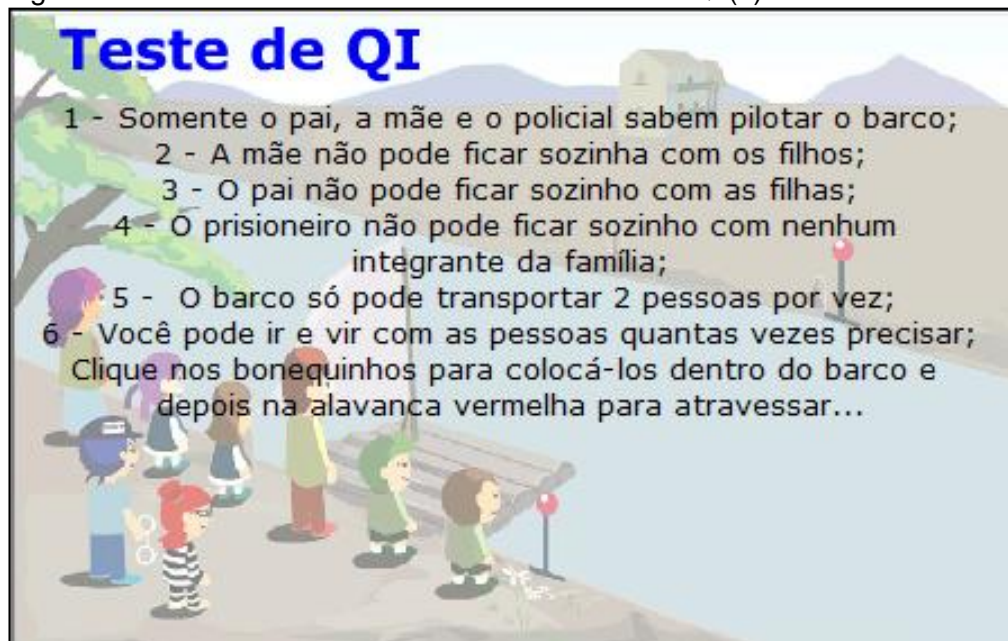 Teste de QI
1 - Somente o pai, a mãe e o policial sabem pilotar o barco;
2 - A mãe não pode ficar sozinha com os filhos;
3 - O pai não pode ficar sozinho com as filhas;
4 - O prisioneiro não pode ficar sozinho com nenhum
integrante da família;
5 - O barco só pode transportar 2 pessoas por vez;
6 - Você pode ir e vir com as pessoas quantas vezes precisar;
Clique nos bonequinhos para colocá-los dentro do barco e
depois na alavanca vermelha para atravessar...